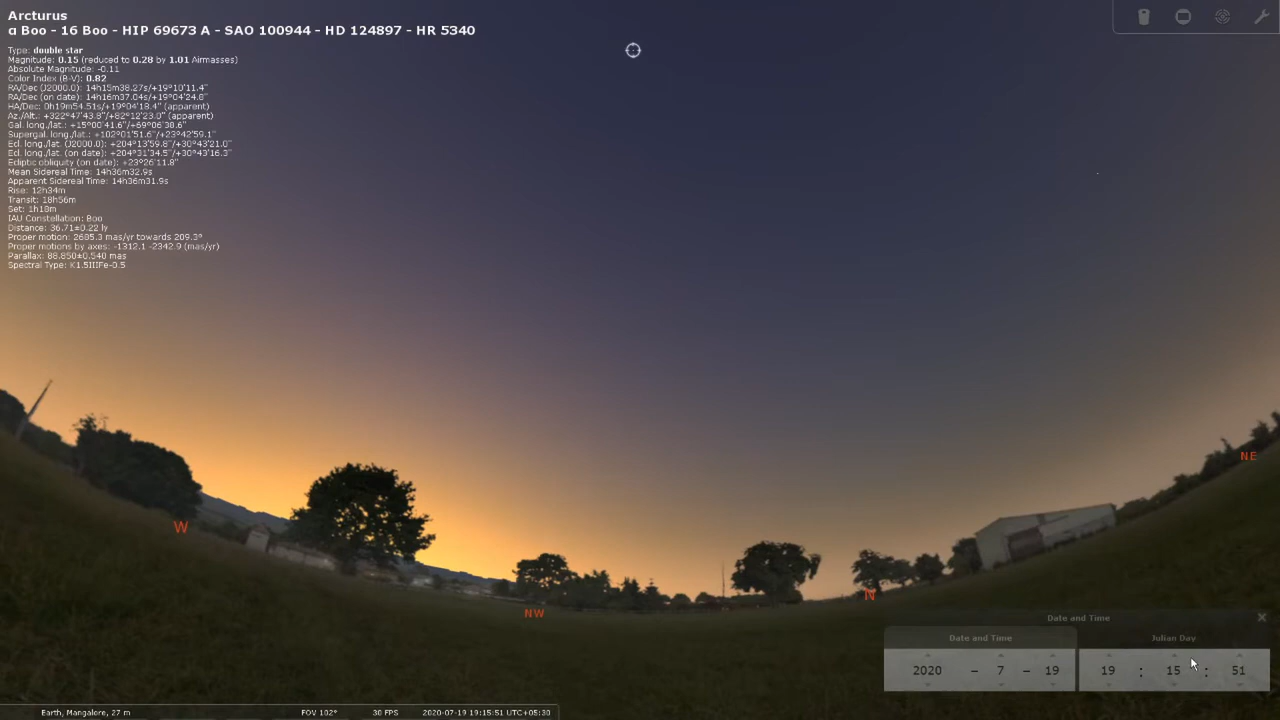 Arcturus
α Boo - 16 Boo - HIP 69673 A - SAO 100944 - HD 124897 - HR 5340
Type: double star
Magnitude: 0.15 (reduced to 0.28 by 1.01 Airmasses)
Absolute Magnitude: -0.11
Color Index (B-V): 0.82
RA/Dec (J2000.0): 14h15m38.27s/+19°10'11.4"
RA/Dec (on date): 14h16m37.04s/+19°04'24.8"
HA/Dec: 0h19m54.51s/+19°04'18.4" (apparent)
Az./Alt.: +322°47'43.8"/+82°12'23.0" (apparent)
Gal. long./lat.: +15°00'41.6"/+69°06'38.6"
Supergal. long./lat.: +102°01'51.6"/+23°42'59.1"
Ecl. long./lat. (J2000.0): +204°13'59.8"/+30°43'21.0"
Ecl. long./lat. (on date): +204°31'34.5"/+30°43'16.3"
Ecliptic obliquity (on date): +23°26'11.8"
Mean Sidereal Time: 14h36m32.9s
Apparent Sidereal Time: 14h36m31.9s
Rise: 12h34m
Transit: 18h56m
Set: 1h18m
IAU Constellation: Boo
Distance: 36.71±0.22 ly
Proper motion: 2685.3 mas/yr towards 209.3°
Proper motions by axes: -1312.1 -2342.9 (mas/yr)
Parallax: 88.850±0.540 mas
Spectral Type: K1.5IIIFe-0.5
NE
W
N
NW
Date and Time
Date and Time Julian Day
2020 - 7 - 19 19 : 15 : 51
Earth, Mangalore, 27 m FOV 102° 30 FPS 2020-07-19 19:15:51 UTC+05:30